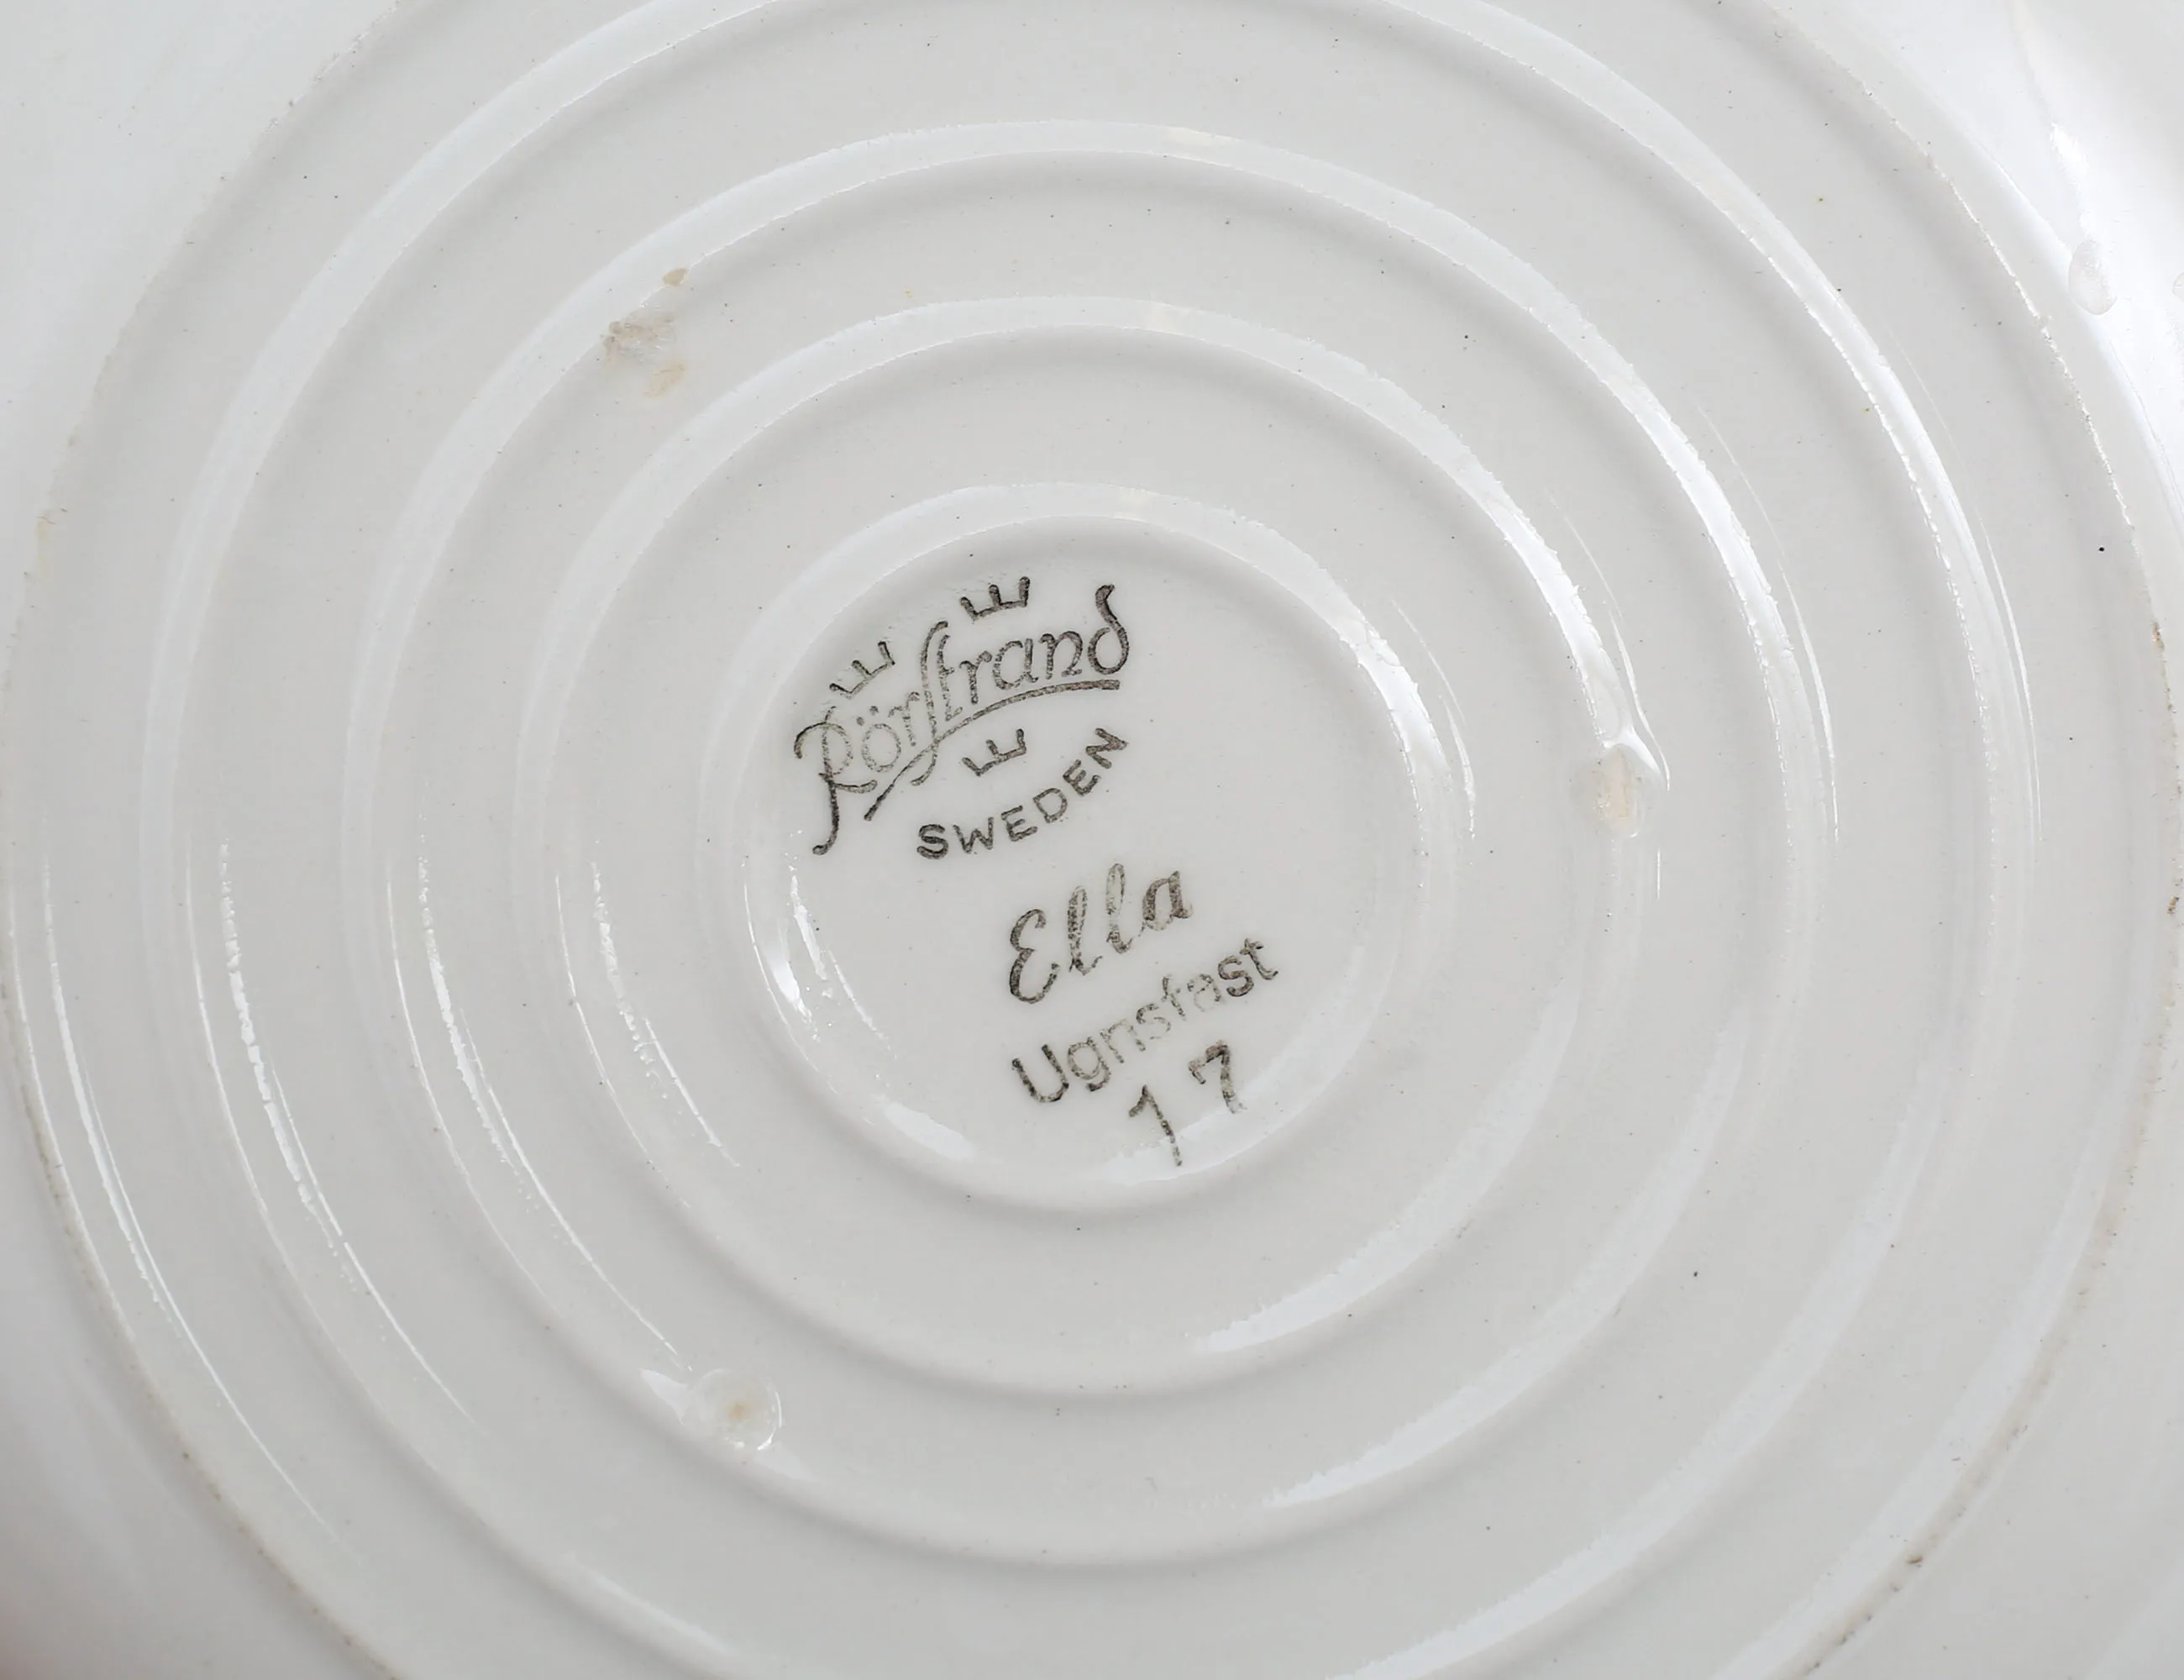 Rörstrand
SWEDEN
Ella
Ugnsfast
17